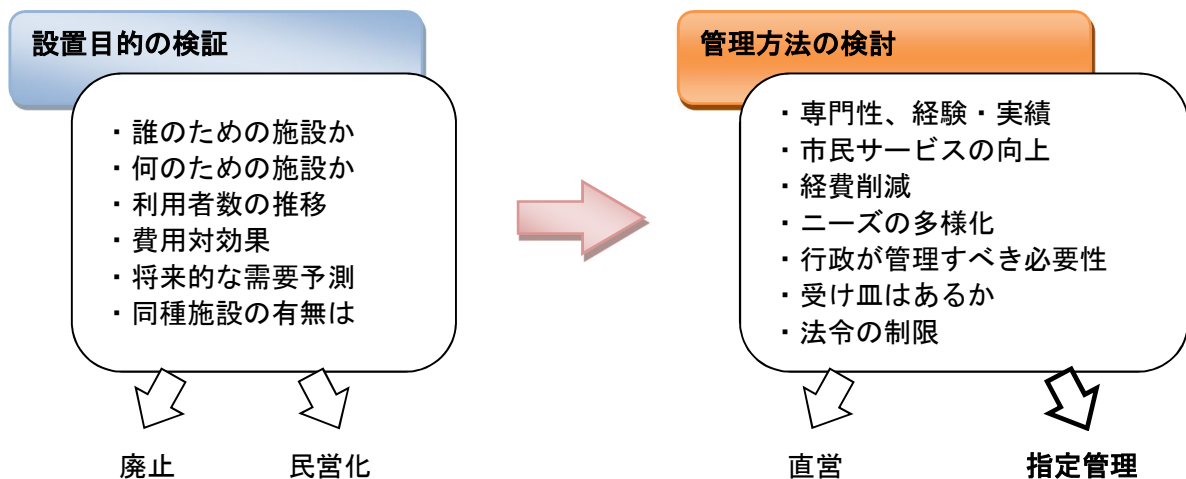 設置目的の検証
・誰のための施設か
・何のための施設か
・利用者数の推移
・費用対効果
・将来的な需要予測
・同種施設の有無は
廃止
民営化
管理方法の検討
・専門性、経験・実績
・市民サービスの向上
・経費削減
・ニーズの多様化
・行政が管理すべき必要性
・受け皿はあるか
・法令の制限
直営
指定管理